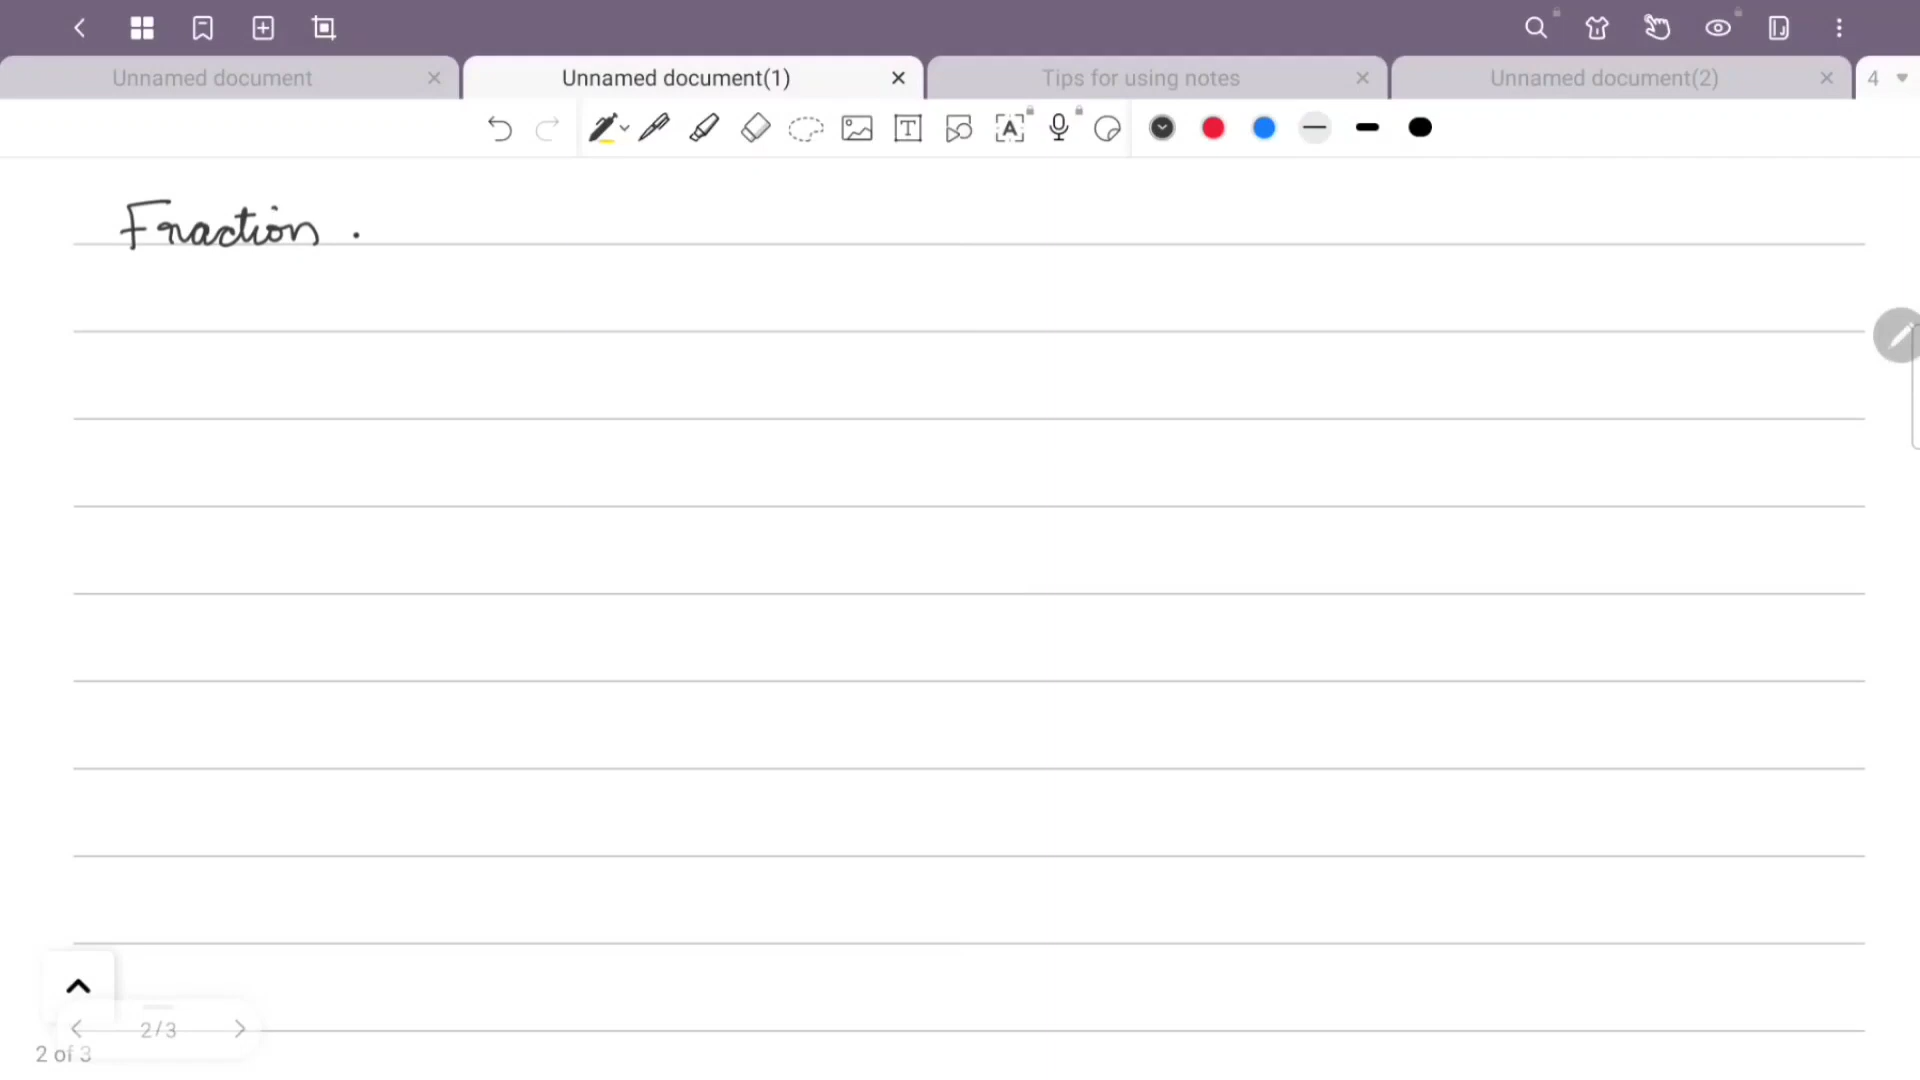 Unnamed document
Unnamed document(1)
Tips for using notes
Unnamed document(2)
4
T
A
Fraction .
2/3
2 of 3